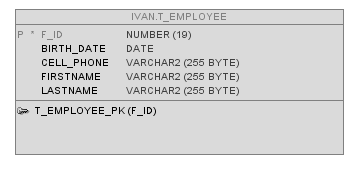 IVAN.T_EMPLOYEE
P * F_ID NUMBER (19)
BIRTH_DATE DATE
CELL_PHONE VARCHAR2 (255 BYTE)
FIRSTNAME VARCHAR2 (255 BYTE)
LASTNAME VARCHAR2 (255 BYTE)
T_EMPLOYEE_PK (F_ID)